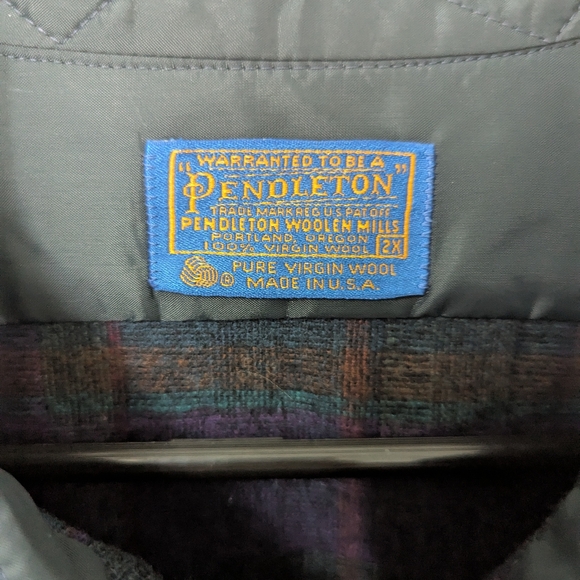 WARRANTED TO BE A
"PENDLETON"
TRADE MARK REG U.S PAT OFF
PENDLETON WOOLEN MILLS
PORTLAND, OREGON
100% VIRGIN WOOL 2X
® PURE VIRGIN WOOL
MADE IN U.S.A.